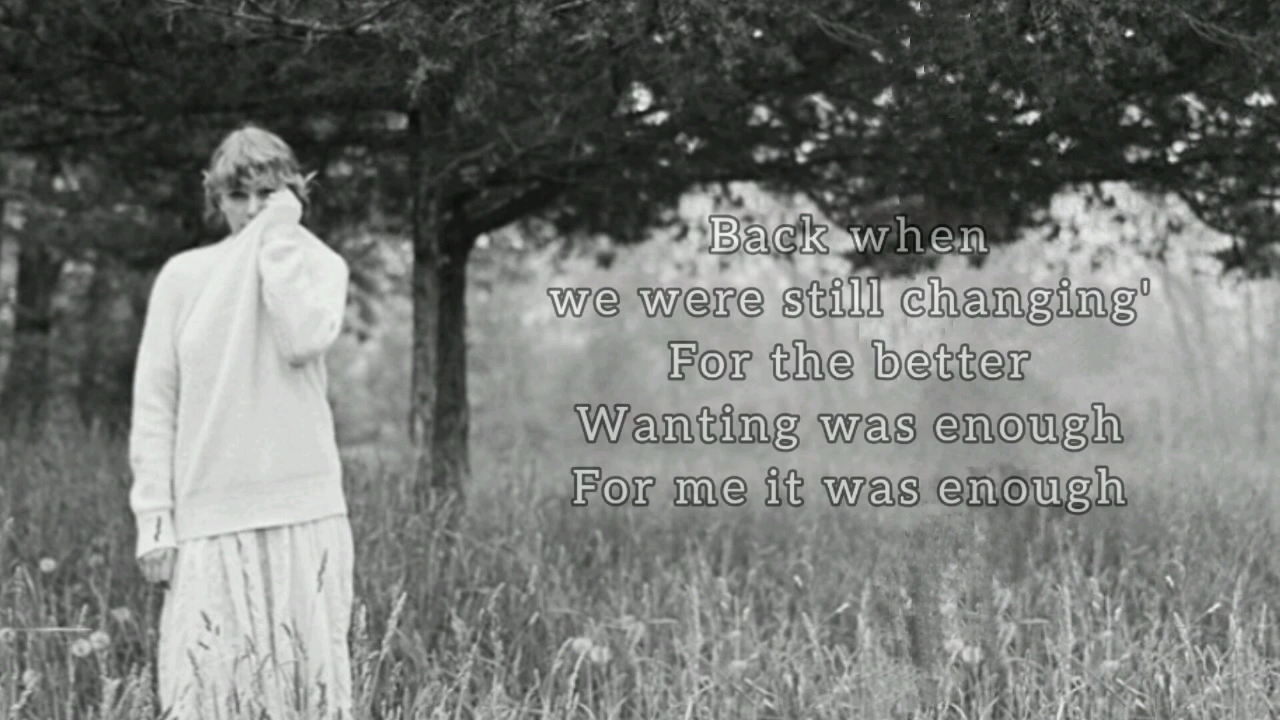 Back when
we were still changing'
For the better
Wanting was enough
For me it was enough